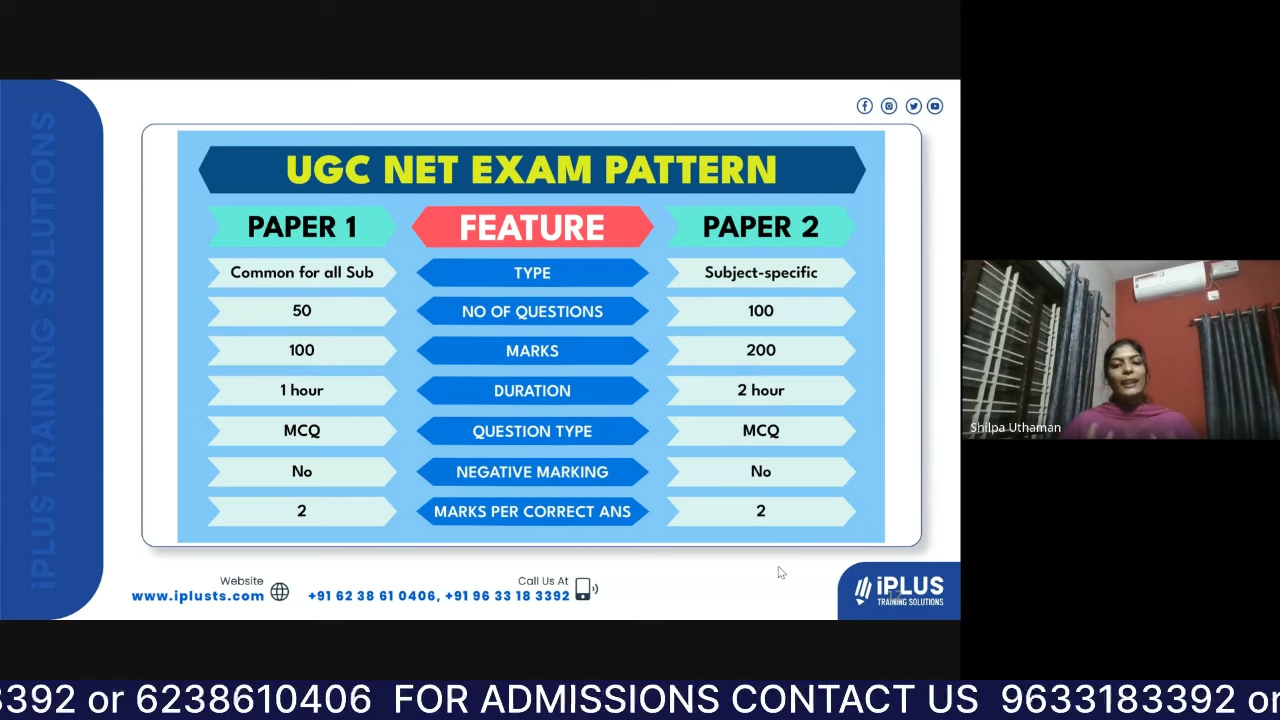 iPLUS TRAINING SOLUTIONS
UGC NET EXAM PATTERN
PAPER 1 FEATURE PAPER 2
Common for all Sub TYPE Subject-specific
50 NO OF QUESTIONS 100
100 MARKS 200
1 hour DURATION 2 hour
MCQ QUESTION TYPE MCQ
No NEGATIVE MARKING No
2 MARKS PER CORRECT ANS 2
Shilpa Uthaman
Website
www.iplusts.com
Call Us At
+91 62 38 61 0406, +91 96 33 18 3392
iPLUS
TRAINING SOLUTIONS
3392 or 6238610406 FOR ADMISSIONS CONTACT US 9633183392 or